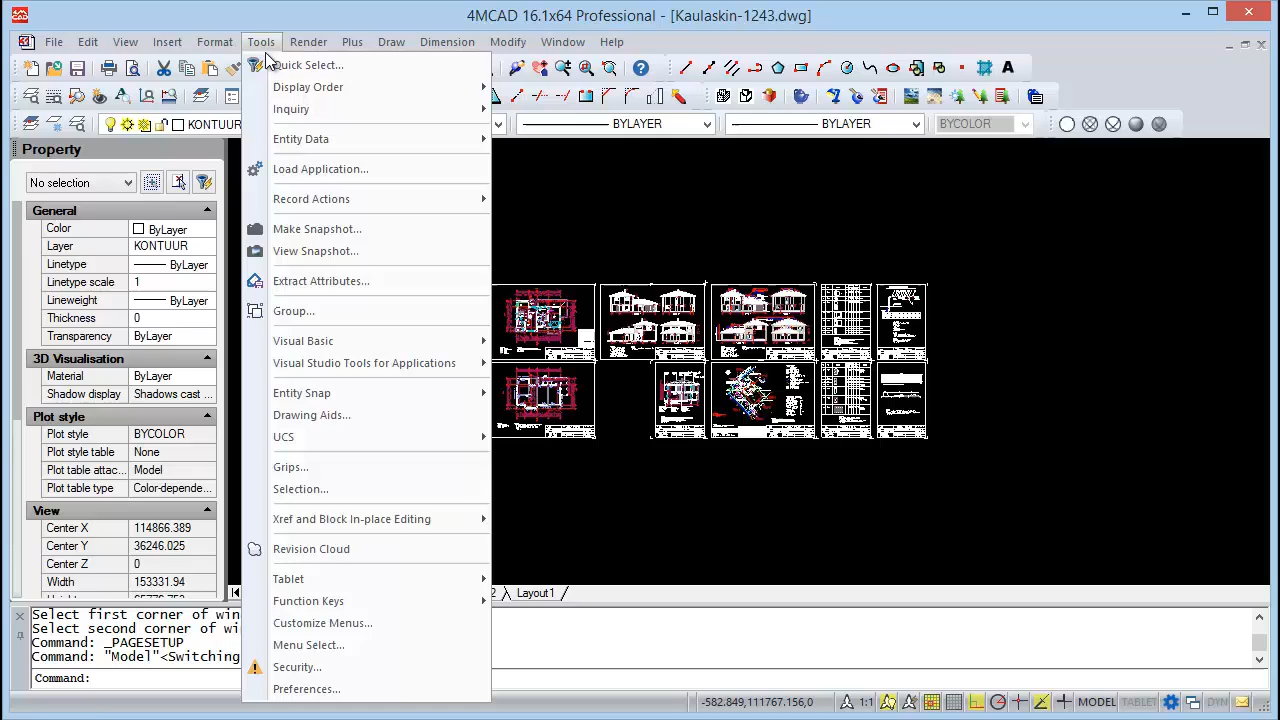 4MCAD 16.1x64 Professional - [Kaulaskin-1243.dwg]
File Edit View Insert Format Tools Render Plus Draw Dimension Modify Window Help
Quick Select...
Display Order
Inquiry
KONTUUR
BYLAYER
BYLAYER
BYCOLOR
Entity Data
Load Application...
Record Actions
Make Snapshot...
View Snapshot...
Extract Attributes...
Group...
Visual Basic
Visual Studio Tools for Applications
Entity Snap
Drawing Aids...
UCS
Grips...
Selection...
Xref and Block In-place Editing
Revision Cloud
Tablet
Function Keys
Customize Menus...
Menu Select...
Security...
Preferences...
Property
No selection
General
Color ByLayer
Layer KONTUUR
Linetype ByLayer
Linetype scale 1
Lineweight ByLayer
Thickness 0
Transparency ByLayer
3D Visualisation
Material ByLayer
Shadow display Shadows cast ...
Plot style
Plot style BYCOLOR
Plot style table None
Plot table attac... Model
Plot table type Color-depende...
View
Center X 114866.389
Center Y 36246.025
Center Z 0
Width 153331.94
2 Layout1
Select first corner of win
Select second corner of wi
Command: _PAGESETUP
Command: "Model"<Switching
Command:
-582.849,111767.156,0 1:1 MODEL TABLET DYN